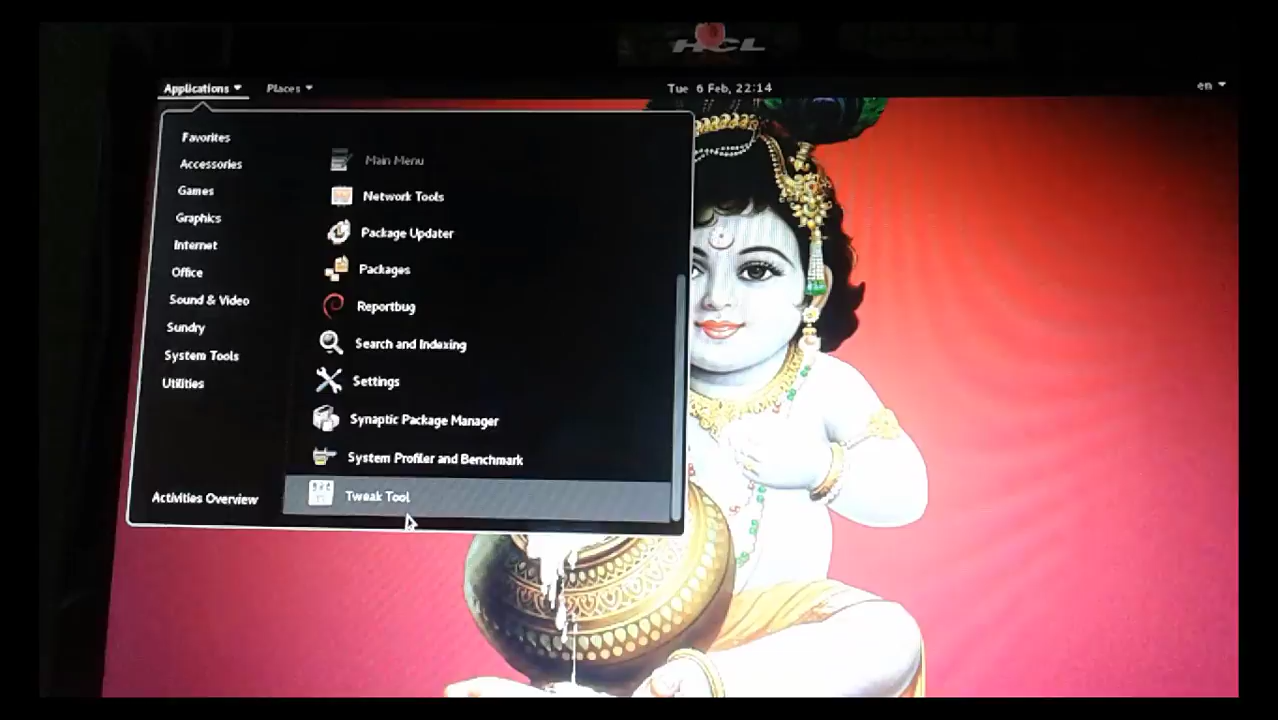 HCL
Applications Places Tue 6 Feb, 22:14 en
Favorites
Accessories
Games
Graphics
Internet
Office
Sound & Video
Sundry
System Tools
Utilities
Activities Overview
Main Menu
Network Tools
Package Updater
Packages
Reportbug
Search and Indexing
Settings
Synaptic Package Manager
System Profiler and Benchmark
Tweak Tool